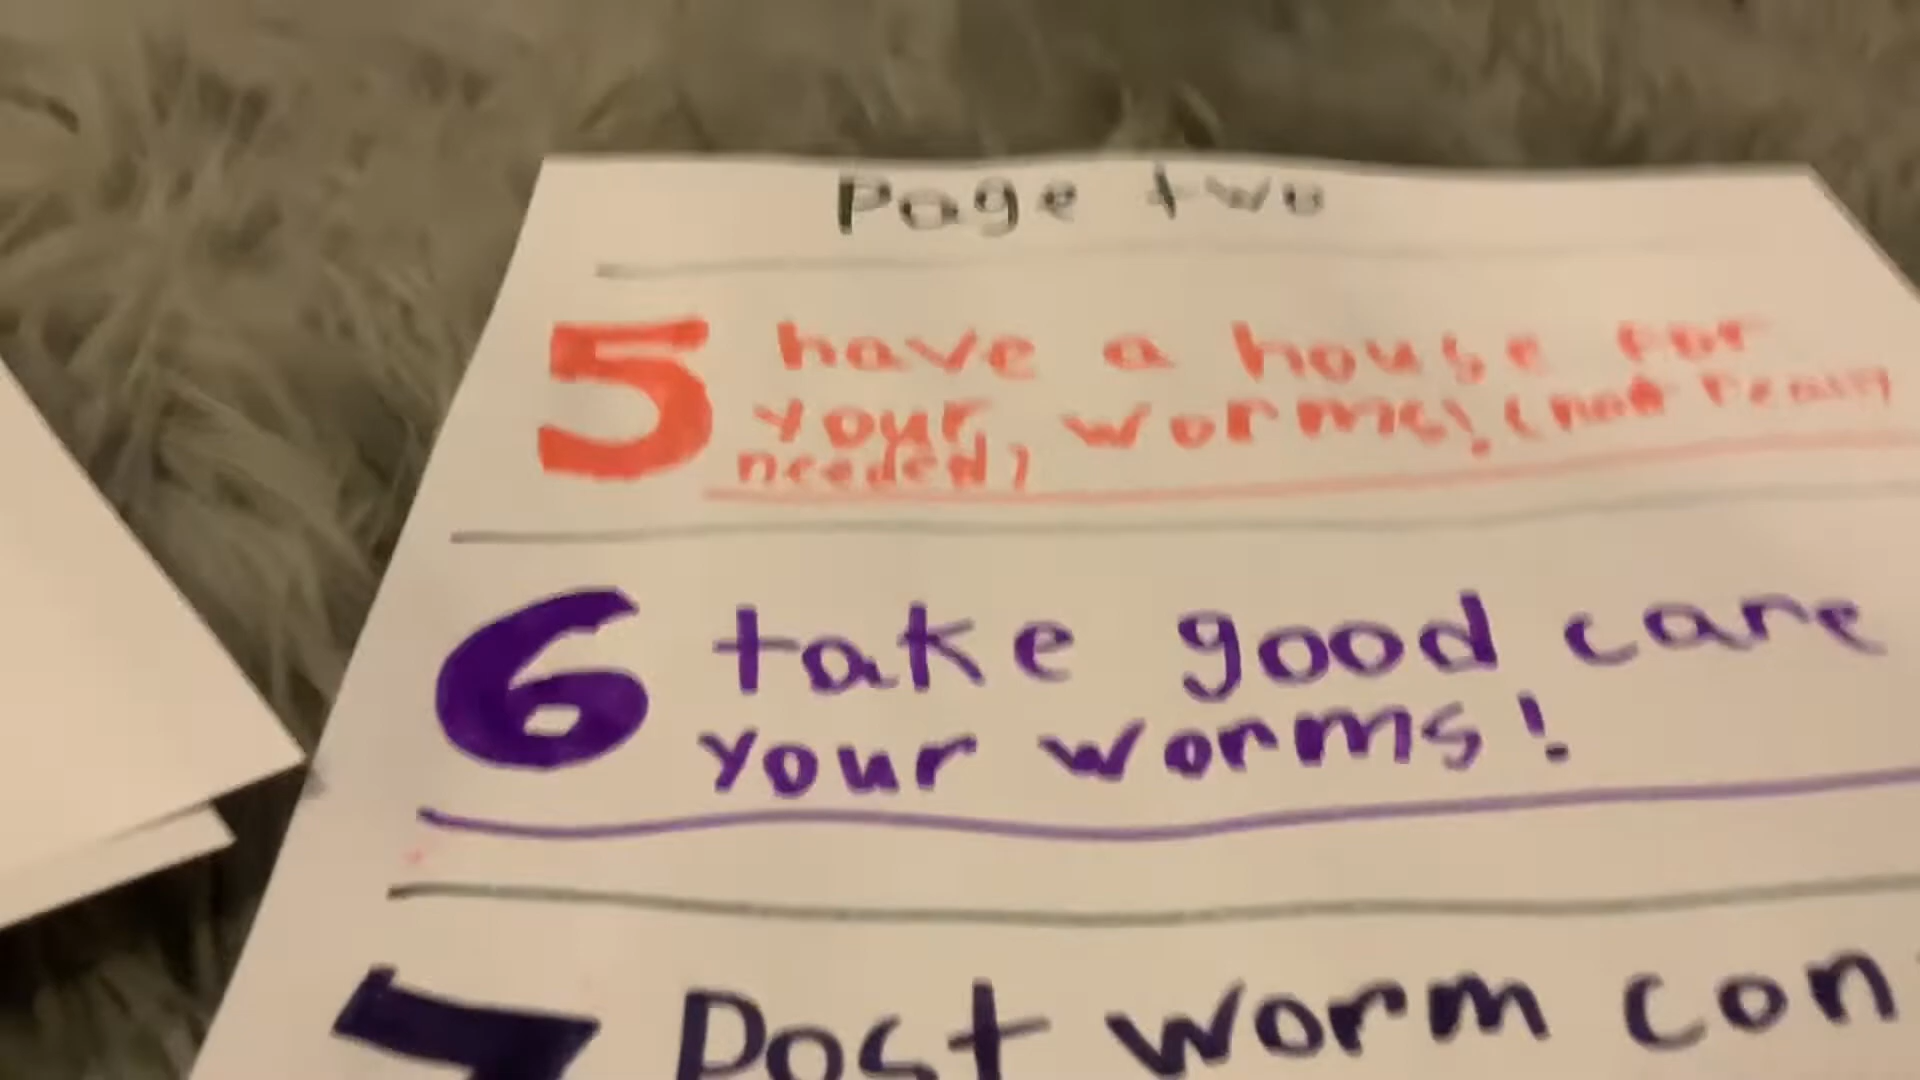 Page two
5 have a house for
your worms! (not really
needed)
6 take good care
your worms!
7 Post worm con